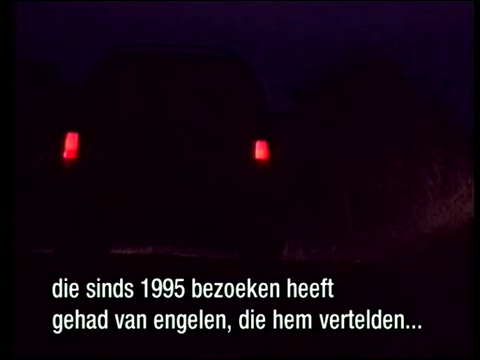 die sinds 1995 bezoeken heeft
gehad van engelen, die hem vertelden...